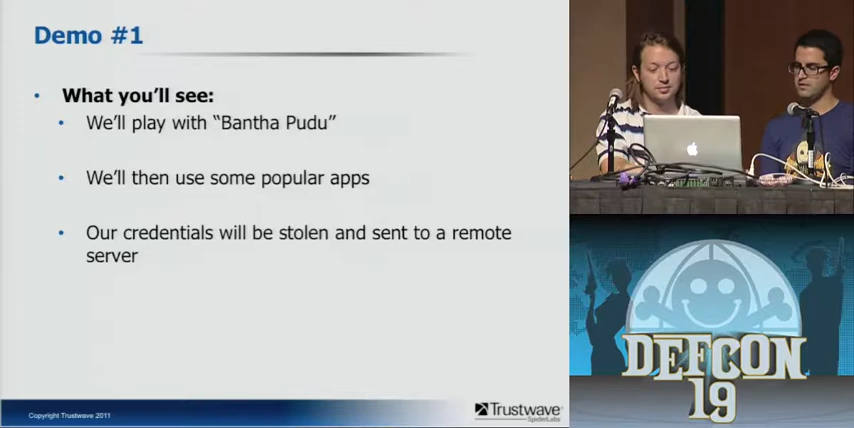 Demo #1
What you'll see:
We'll play with "Bantha Pudu"
We'll then use some popular apps
Our credentials will be stolen and sent to a remote
server
Copyright Trustwave 2011
Trustwave®
SpiderLabs
DEFCON
19